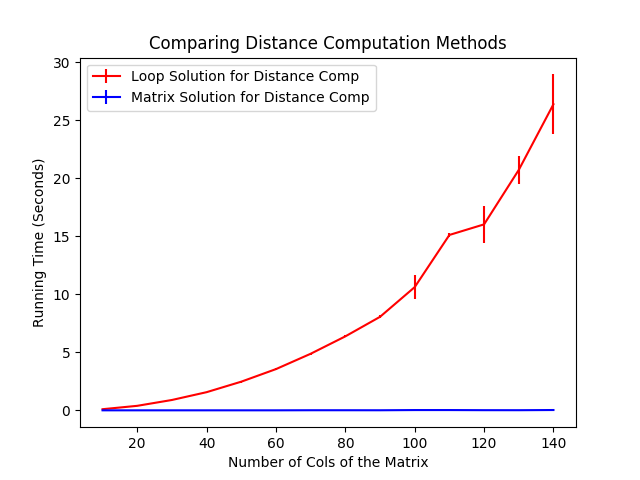 Comparing Distance Computation Methods
Loop Solution for Distance Comp
Matrix Solution for Distance Comp
30
25
20
15
10
5
0
Running Time (Seconds)
20 40 60 80 100 120 140
Number of Cols of the Matrix